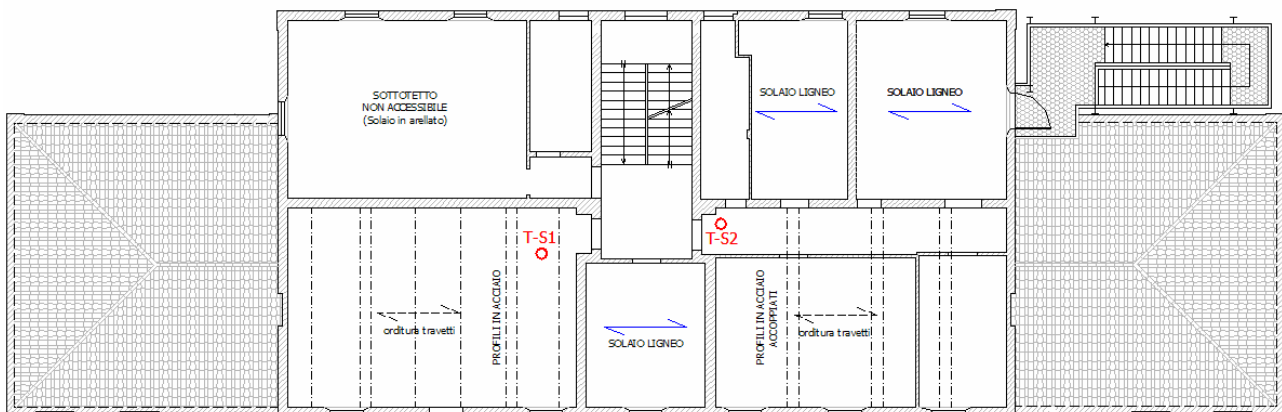 SOTTOTETTO
NON ACCESSIBILE
(Solaio in arellato)
SOLAIO LIGNEO
SOLAIO LIGNEO
T-S1
T-S2
PROFILI IN ACCIAIO
orditura travetti
SOLAIO LIGNEO
PROFILI IN ACCIAIO
ACCOPPIATI
orditura travetti